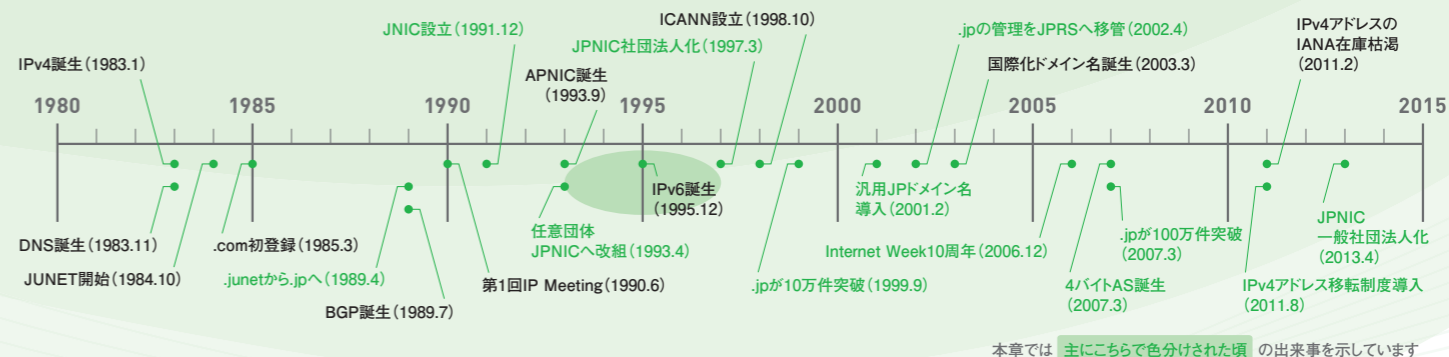 JNIC設立(1991.12)
ICANN設立(1998.10)
JPNIC社団法人化(1997.3)
.jpの管理をJPRSへ移管(2002.4)
IPv4アドレスの
IANA在庫枯渇
(2011.2)
IPv4誕生(1983.1)
APNIC誕生
(1993.9)
国際化ドメイン名誕生(2003.3)
1980
1985
1990
1995
2000
2005
2010
2015
DNS誕生(1983.11)
JUNET開始(1984.10)
.com初登録(1985.3)
.junetから.jpへ(1989.4)
BGP誕生(1989.7)
第1回IP Meeting(1990.6)
任意団体
JPNICへ改組(1993.4)
IPv6誕生
(1995.12)
.jpが10万件突破(1999.9)
汎用JPドメイン名
導入(2001.2)
Internet Week10周年(2006.12)
4バイトAS誕生
(2007.3)
.jpが100万件突破
(2007.3)
IPv4アドレス移転制度導入
(2011.8)
JPNIC
一般社団法人化
(2013.4)
本章では 主にこちらで色分けされた頃 の出来事を示しています